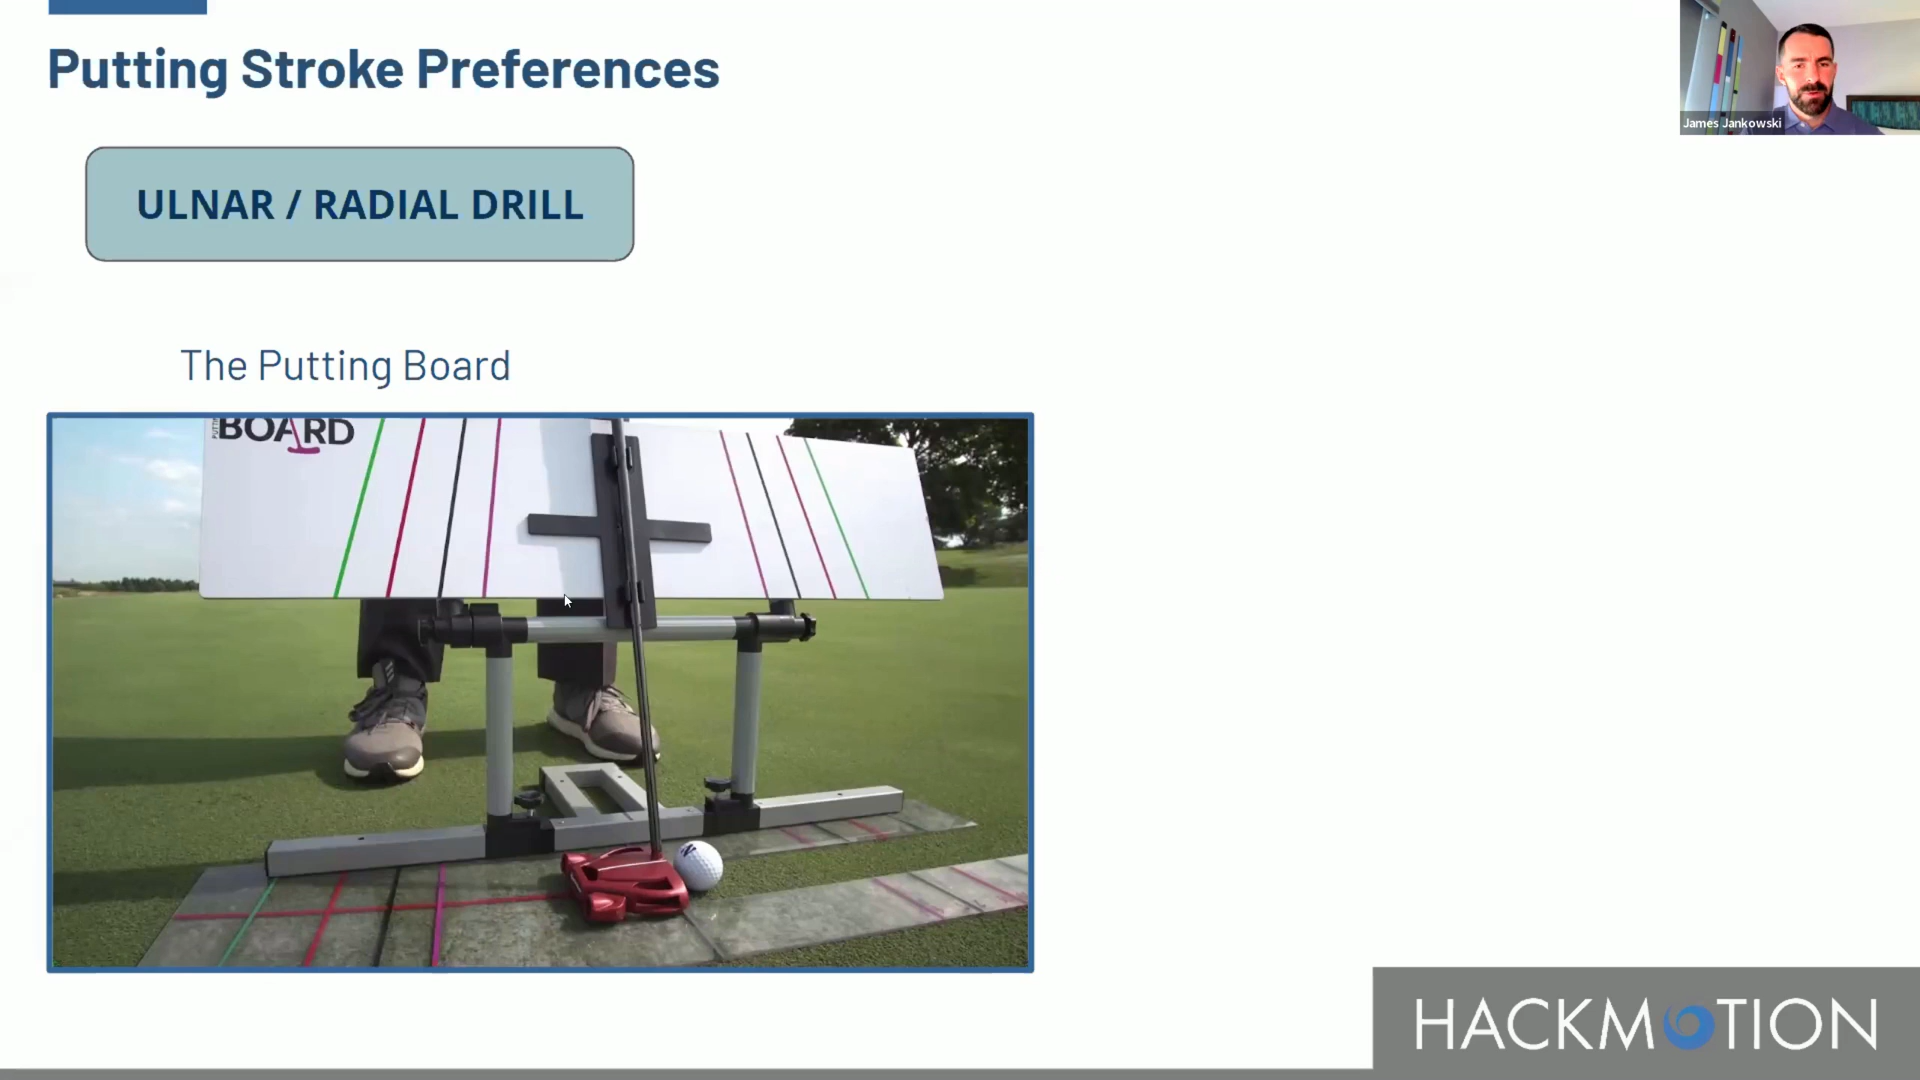 Putting Stroke Preferences
James Jankowski
ULNAR / RADIAL DRILL
The Putting Board
BOARD
HACKMOTION